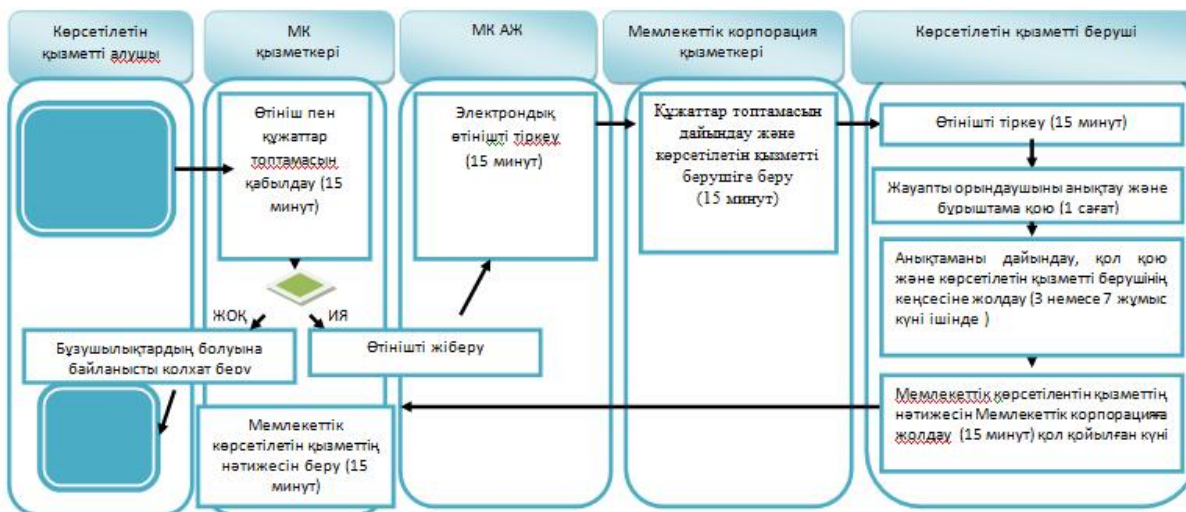 Көрсетілетін
қызметті алушы
МК
қызметкері
МК АЖ
Мемлекеттік корпорация
қызметкері
Көрсетілетін қызметті беруші
Өтініш пен
құжаттар
топтамасын
қабылдау (15
минут)
Электрондық
өтінішті тіркеу
(15 минут)
Құжаттар топтамасын
дайындау және
көрсетілетін қызметті
берушіге беру
(15 минут)
Өтінішті тіркеу (15 минут)
Жауапты орындаушыны анықтау және
бұрыштама қою (1 сағат)
Анықтаманы дайындау, қол қою
және көрсетілетін қызметті берушінің
кеңсесіне жолдау (3 немесе 7 жұмыс
күні ішінде )
ЖОҚ
ИЯ
Бұзушылықтардың болуына
байланысты қолхат беру
Өтінішті жіберу
Мемлекеттік көрсетілентін қызметтің
нәтижесін Мемлекеттік корпорацияға
жолдау (15 минут) қол қойылған күні
Мемлекеттік
көрсетілетін қызметтің
нәтижесін беру (15
минут)